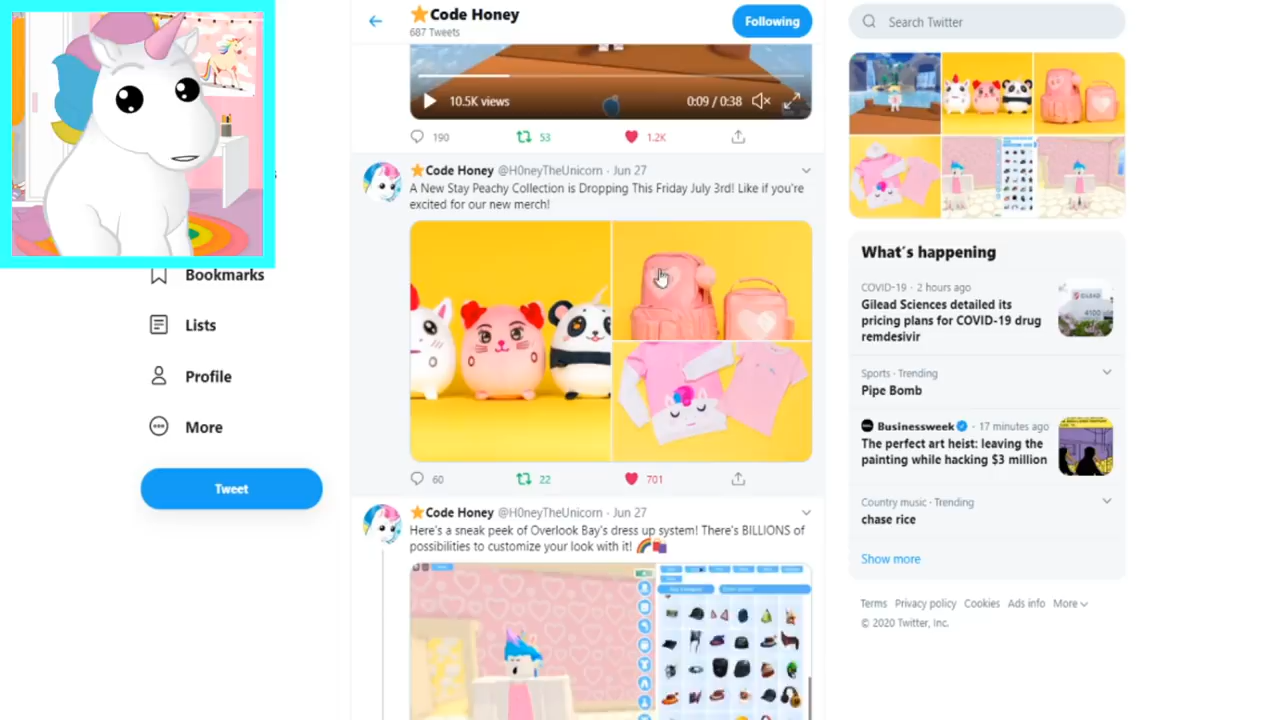 Code Honey
687 Tweets
Following
10.5K views
0:09 / 0:38
190
53
1.2K
Code Honey @H0neyTheUnicorn · Jun 27
A New Stay Peachy Collection is Dropping This Friday July 3rd! Like if you're
excited for our new merch!
60
22
701
Code Honey @H0neyTheUnicorn · Jun 27
Here's a sneak peek of Overlook Bay's dress up system! There's BILLIONS of
possibilities to customize your look with it!
Bookmarks
Lists
Profile
More
Tweet
Search Twitter
What's happening
COVID-19 · 2 hours ago
Gilead Sciences detailed its
pricing plans for COVID-19 drug
remdesivir
GILEAD
Sports · Trending
Pipe Bomb
Businessweek · 17 minutes ago
The perfect art heist: leaving the
painting while hacking $3 million
Country music · Trending
chase rice
Show more
Terms Privacy policy Cookies Ads info More
© 2020 Twitter, Inc.